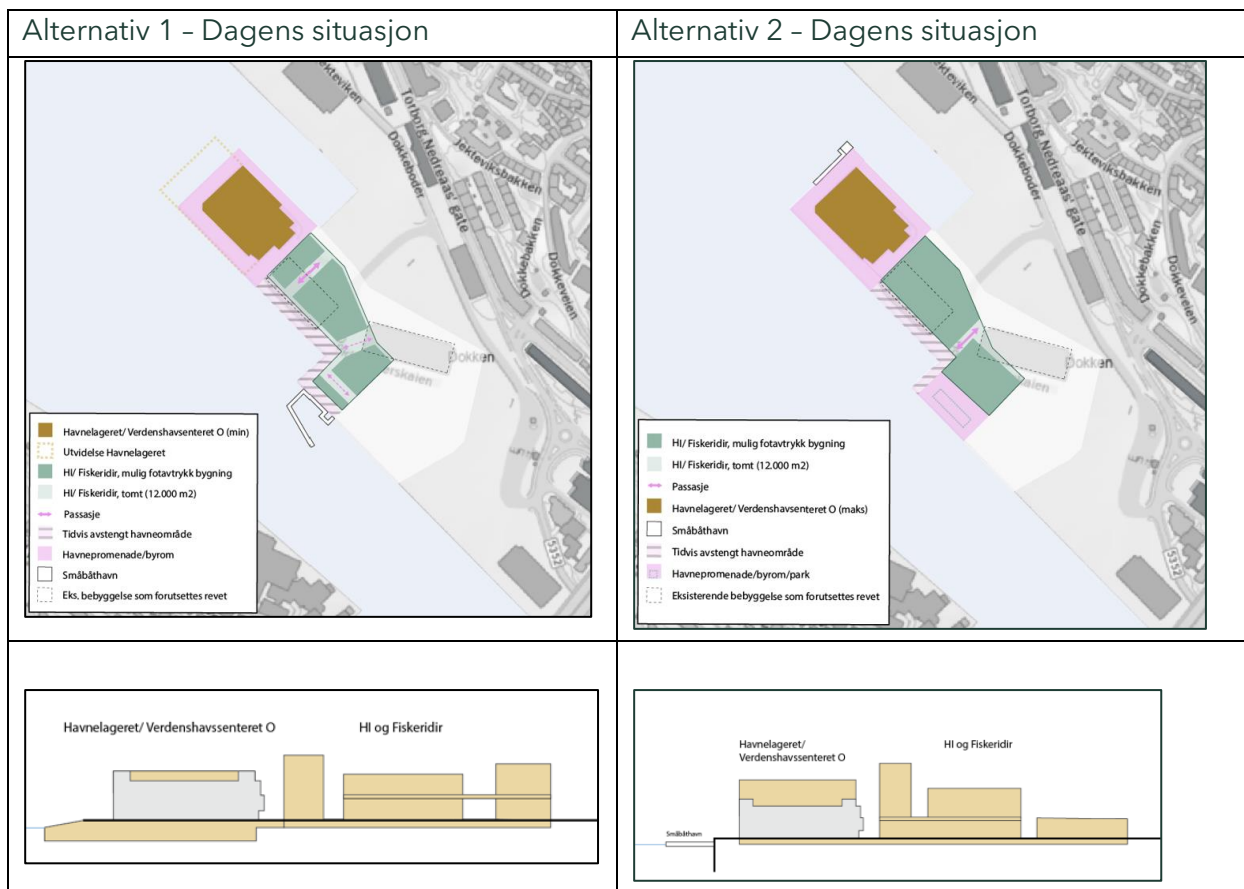 Alternativ 1 – Dagens situasjon
Jekteviken
Torborg Nedreaas' gate
Dokkeboder
Jekteviksbakken
Dokkebakken
Dokkeveien
Dokken
erskaien
5352
Havnelageret/ Verdenshavsenteret O (min)
Utvidelse Havnelageret
HI/ Fiskeridir, mulig fotavtrykk bygning
HI/ Fiskeridir, tomt (12.000 m2)
Passasje
Tidvis avstengt havneområde
Havnepromenade/byrom
Småbåthavn
Eks, bebyggelse som forutsettes revet
Alternativ 2 – Dagens situasjon
Jekteviken
Torborg Nedreaas' gate
Dokkeboder
Jekteviksbakken
Dokkebakken
Dokkeveien
Dokken
kaien
5352
HI/ Fiskeridir, mulig fotavtrykk bygning
HI/ Fiskeridir, tomt (12.000 m2)
Passasje
Havnelageret/ Verdenshavsenteret O (maks)
Småbåthavn
Tidvis avstengt havneområde
Havnepromenade/byrom/park
Eksisterende bebyggelse som forutsettes revet
Havnelageret/ Verdenshavssenteret O
HI og Fiskeridir
Havnelageret/
Verdenshavssenteret O
HI og Fiskeridir
Småbåthavn